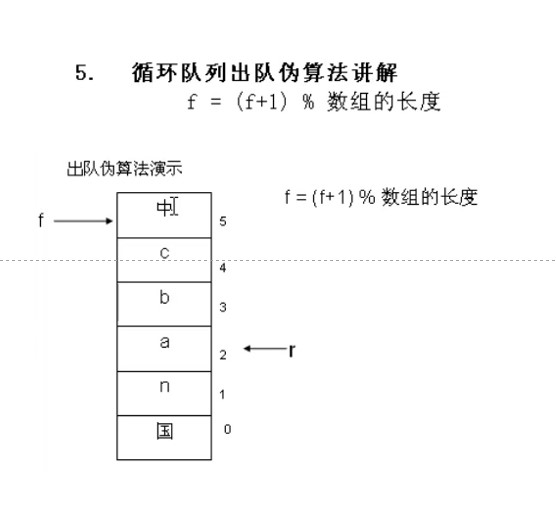 5. 循环队列出队伪算法讲解
f = (f+1) % 数组的长度
出队伪算法演示
f = (f+1) % 数组的长度
f
中
5
c
4
b
3
a
2
r
n
1
国
0